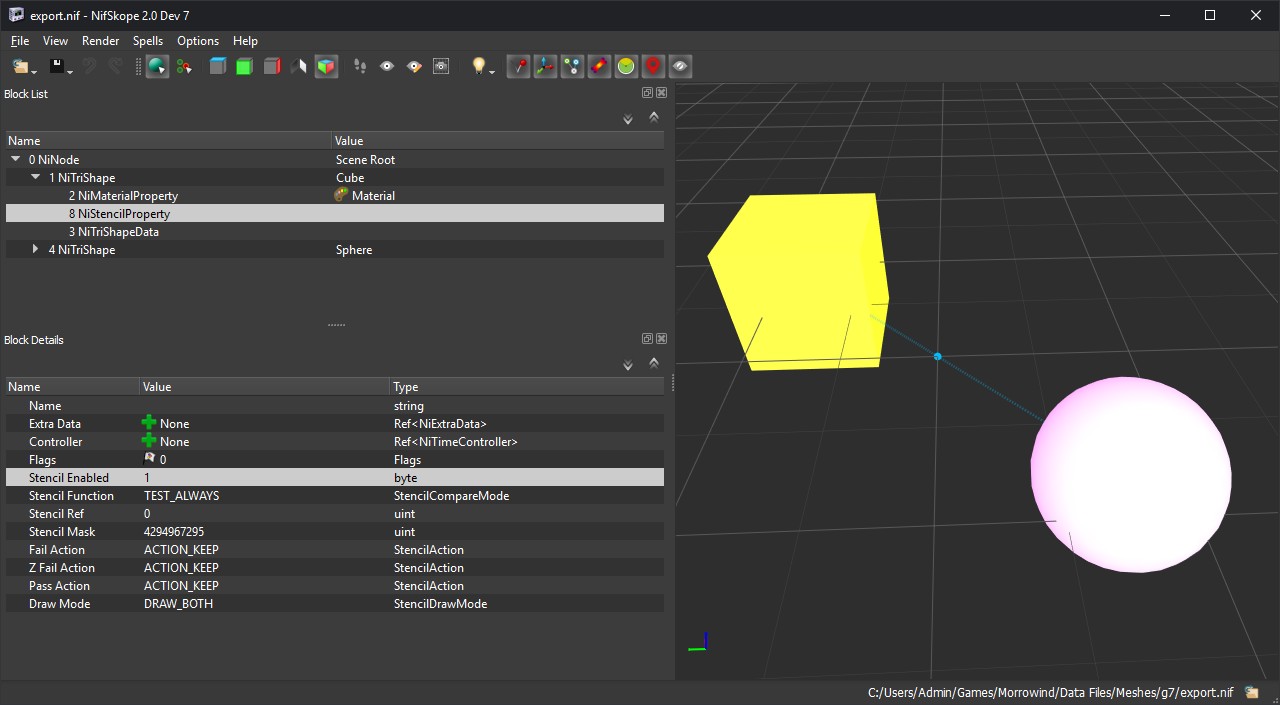 export.nif - NifSkope 2.0 Dev 7
File View Render Spells Options Help
Block List
Name Value
0 NiNode Scene Root
1 NiTriShape Cube
2 NiMaterialProperty Material
8 NiStencilProperty
3 NiTriShapeData
4 NiTriShape Sphere
Block Details
Name Value Type
Name string
Extra Data None Ref<NiExtraData>
Controller None Ref<NiTimeController>
Flags 0 Flags
Stencil Enabled 1 byte
Stencil Function TEST_ALWAYS StencilCompareMode
Stencil Ref 0 uint
Stencil Mask 4294967295 uint
Fail Action ACTION_KEEP StencilAction
Z Fail Action ACTION_KEEP StencilAction
Pass Action ACTION_KEEP StencilAction
Draw Mode DRAW_BOTH StencilDrawMode
C:/Users/Admin/Games/Morrowind/Data Files/Meshes/g7/export.nif